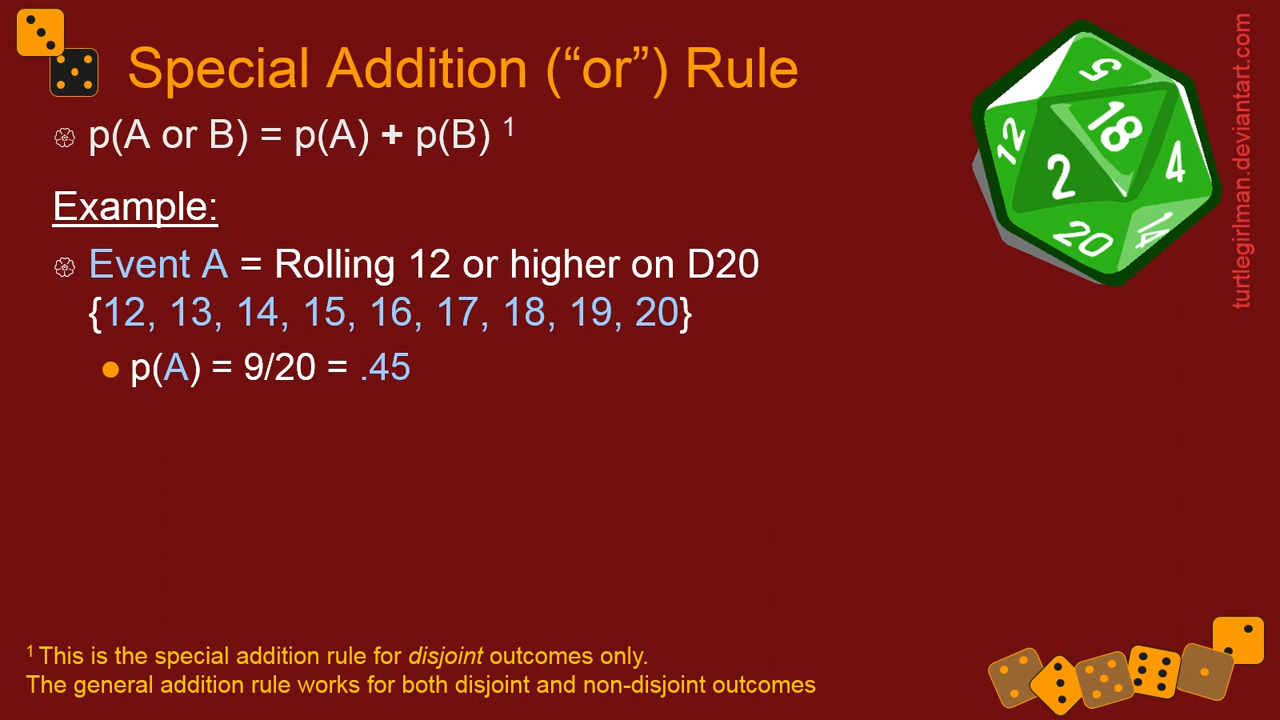 Special Addition (“or”) Rule
p(A or B) = p(A) + p(B) ¹
Example:
Event A = Rolling 12 or higher on D20
{12, 13, 14, 15, 16, 17, 18, 19, 20}
p(A) = 9/20 = .45
5
12
18
2
4
20
14
turtlegirlman.deviantart.com
¹ This is the special addition rule for disjoint outcomes only.
The general addition rule works for both disjoint and non-disjoint outcomes